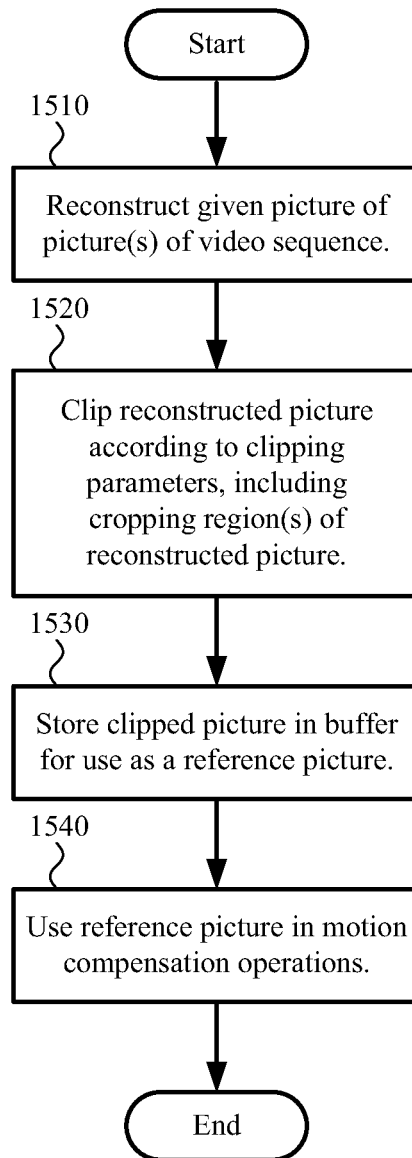 Start
1510
Reconstruct given picture of
picture(s) of video sequence.
1520
Clip reconstructed picture
according to clipping
parameters, including
cropping region(s) of
reconstructed picture.
1530
Store clipped picture in buffer
for use as a reference picture.
1540
Use reference picture in motion
compensation operations.
End